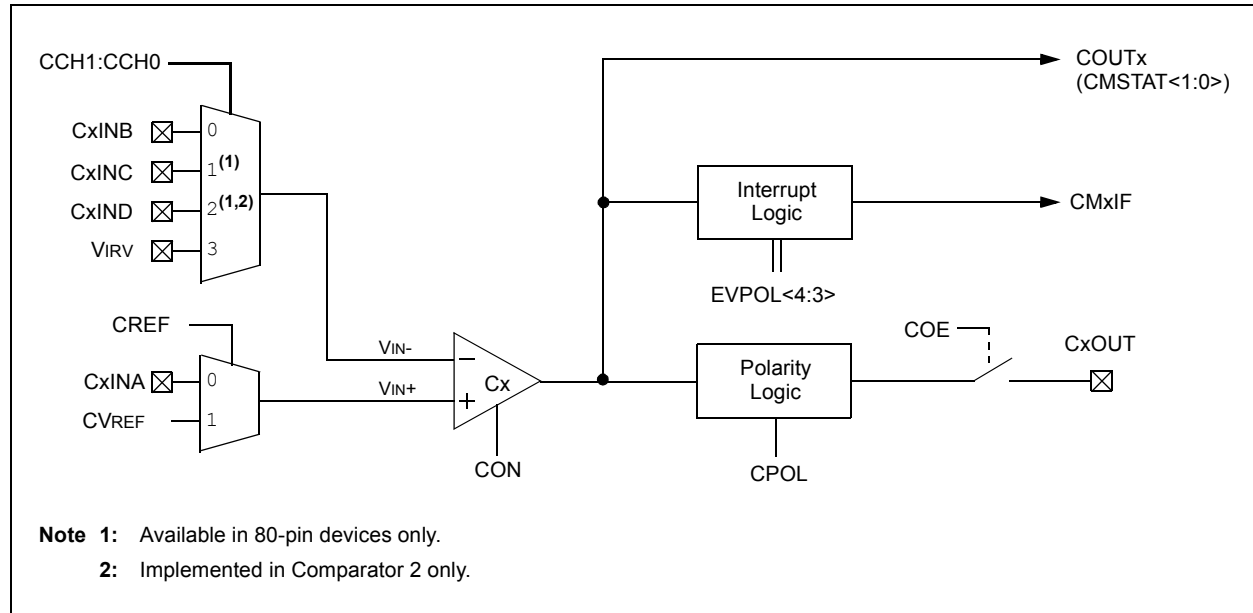 CCH1:CCH0
COUTx
(CMSTAT<1:0>)
CxINB
0
CxINC
1(1)
CxIND
2(1,2)
VIRV
3
Interrupt
Logic
CMxIF
EVPOL<4:3>
CREF
CxINA
0
CVREF
1
VIN-
VIN+
−
+
Cx
CON
Polarity
Logic
CPOL
COE
CxOUT
Note 1: Available in 80-pin devices only.
2: Implemented in Comparator 2 only.